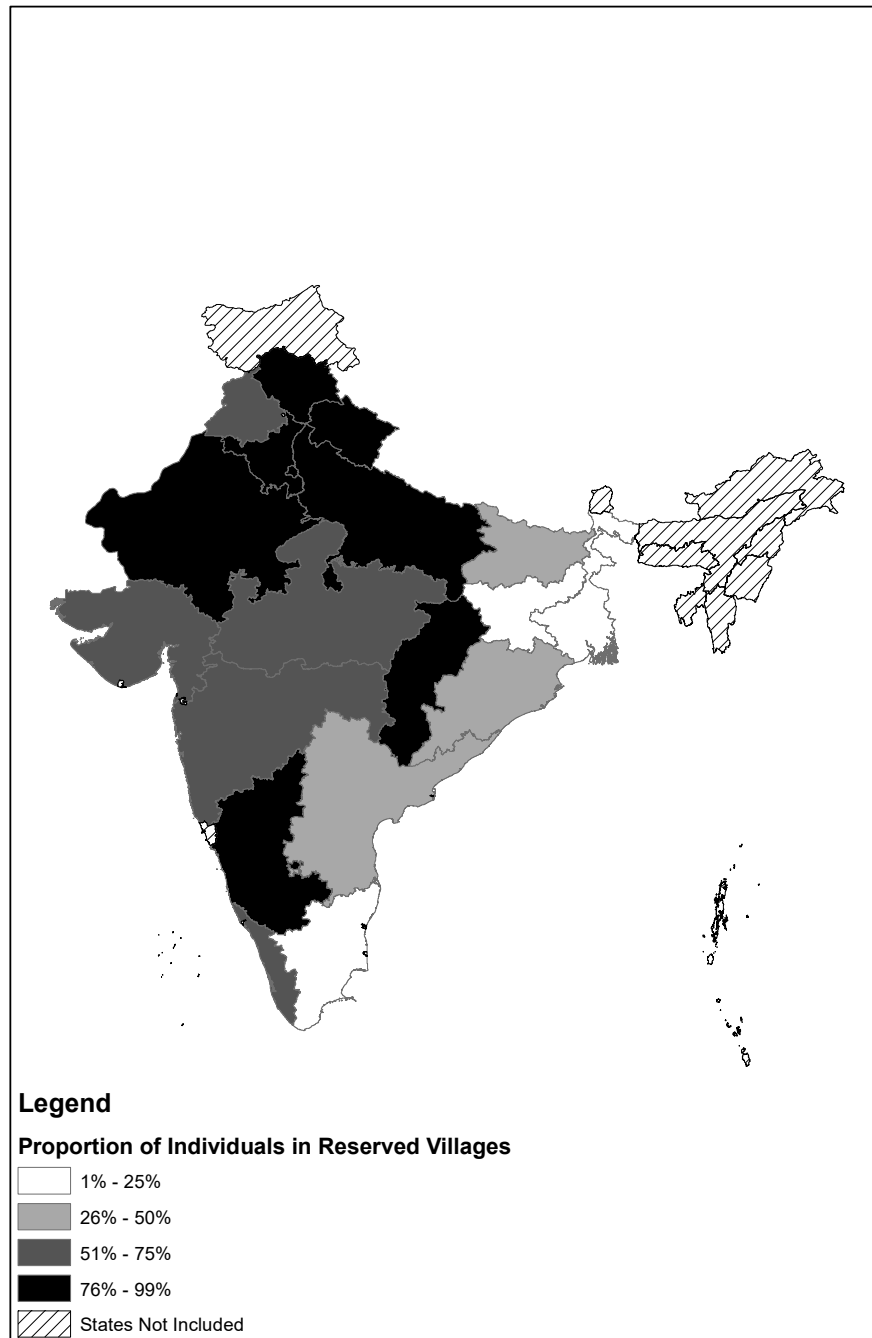 Legend
Proportion of Individuals in Reserved Villages
1% - 25%
26% - 50%
51% - 75%
76% - 99%
States Not Included